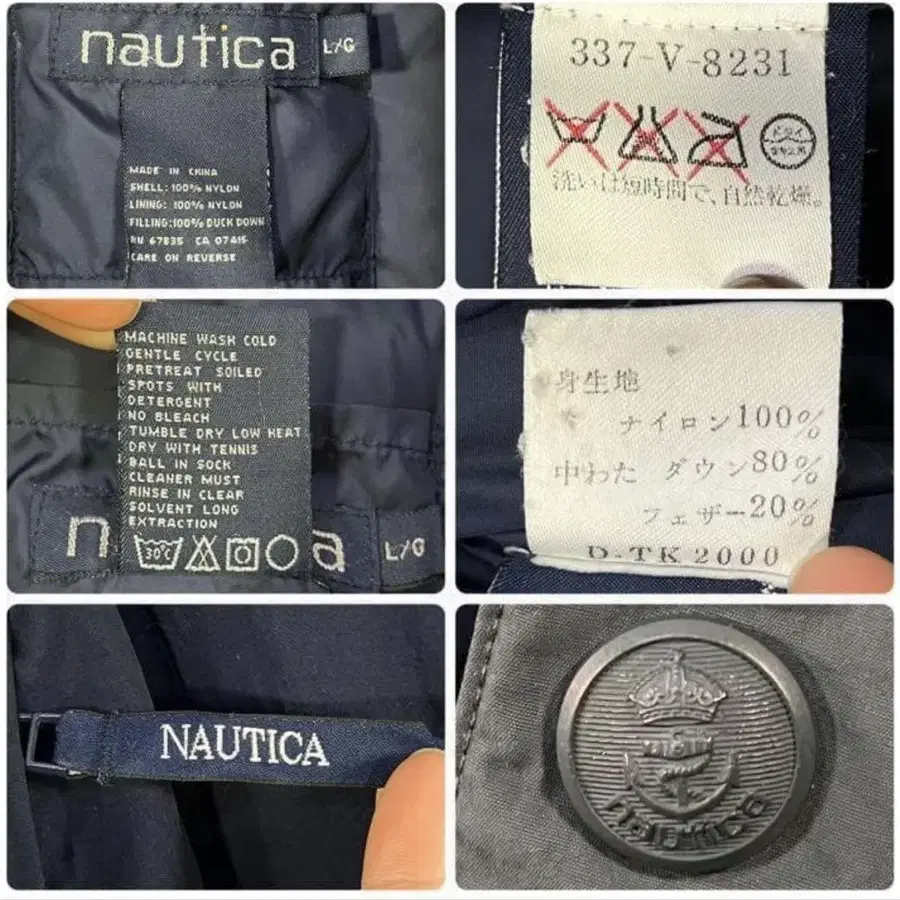 nautica
L/G
MADE IN CHINA
SHELL: 100% NYLON
LINING: 100% NYLON
FILLING:100% DUCK DOWN
RN 67835 CA 07415
CARE ON REVERSE
337-V-8231
ドライ
洗いは短時間で、自然乾燥。
MACHINE WASH COLD
GENTLE CYCLE
PRETREAT SOILED
SPOTS WITH
DETERGENT
NO BLEACH
TUMBLE DRY LOW HEAT
DRY WITH TENNIS
BALL IN SOCK
CLEANER MUST
RINSE IN CLEAR
SOLVENT LONG
EXTRACTION
30°C
n
a
L/G
身生地
ナイロン100%
中わた ダウン80%
フェザー20%
D-TK2000
NAUTICA
nautica